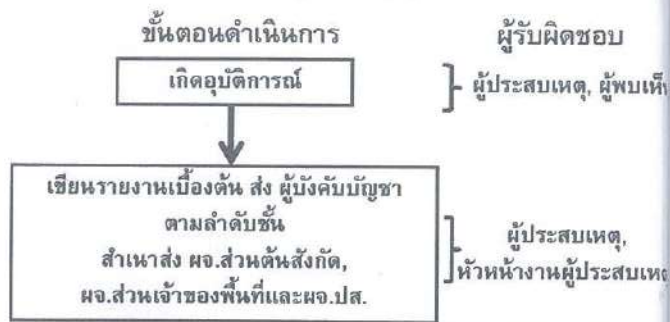 ขั้นตอนดำเนินการ
ผู้รับผิดชอบ
เกิดอุบัติการณ์
ผู้ประสบเหตุ, ผู้พบเห็
เขียนรายงานเบื้องต้น ส่ง ผู้บังคับบัญชา
ตามลำดับชั้น
สำเนาส่ง ผจ.ส่วนต้นสังกัด,
ผจ.ส่วนเจ้าของพื้นที่และผจ.ปส.
ผู้ประสบเหตุ,
หัวหน้างานผู้ประสบเหตุ